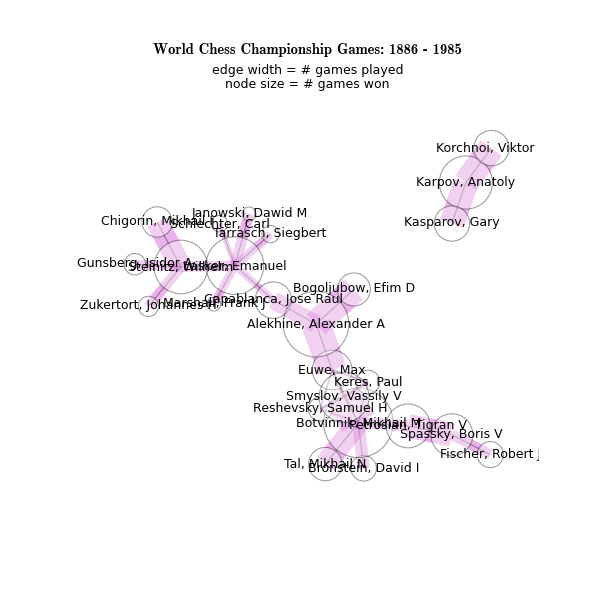 World Chess Championship Games: 1886 - 1985
edge width = # games played
node size = # games won
Korchnoi, Viktor
Karpov, Anatoly
Kasparov, Gary
Janowski, Dawid M
Chigorin, Mikhail I
Schlechter, Carl
Tarrasch, Siegbert
Gunsberg, Isidor A
Steinitz, Wilhelm
Lasker, Emanuel
Bogoljubow, Efim D
Capablanca, Jose Raul
Zukertort, Johannes H
Marshall, Frank J
Alekhine, Alexander A
Euwe, Max
Keres, Paul
Smyslov, Vassily V
Reshevsky, Samuel H
Botvinnik, Mikhail M
Petrosian, Tigran V
Spassky, Boris V
Fischer, Robert J
Tal, Mikhail N
Bronstein, David I